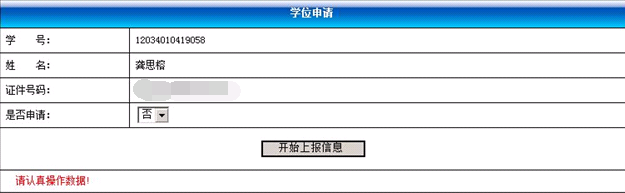 学位申请
学　　号： 12034010419058
姓　　名： 龚思榕
证件号码：
是否申请： 否
开始上报信息
请认真操作数据！